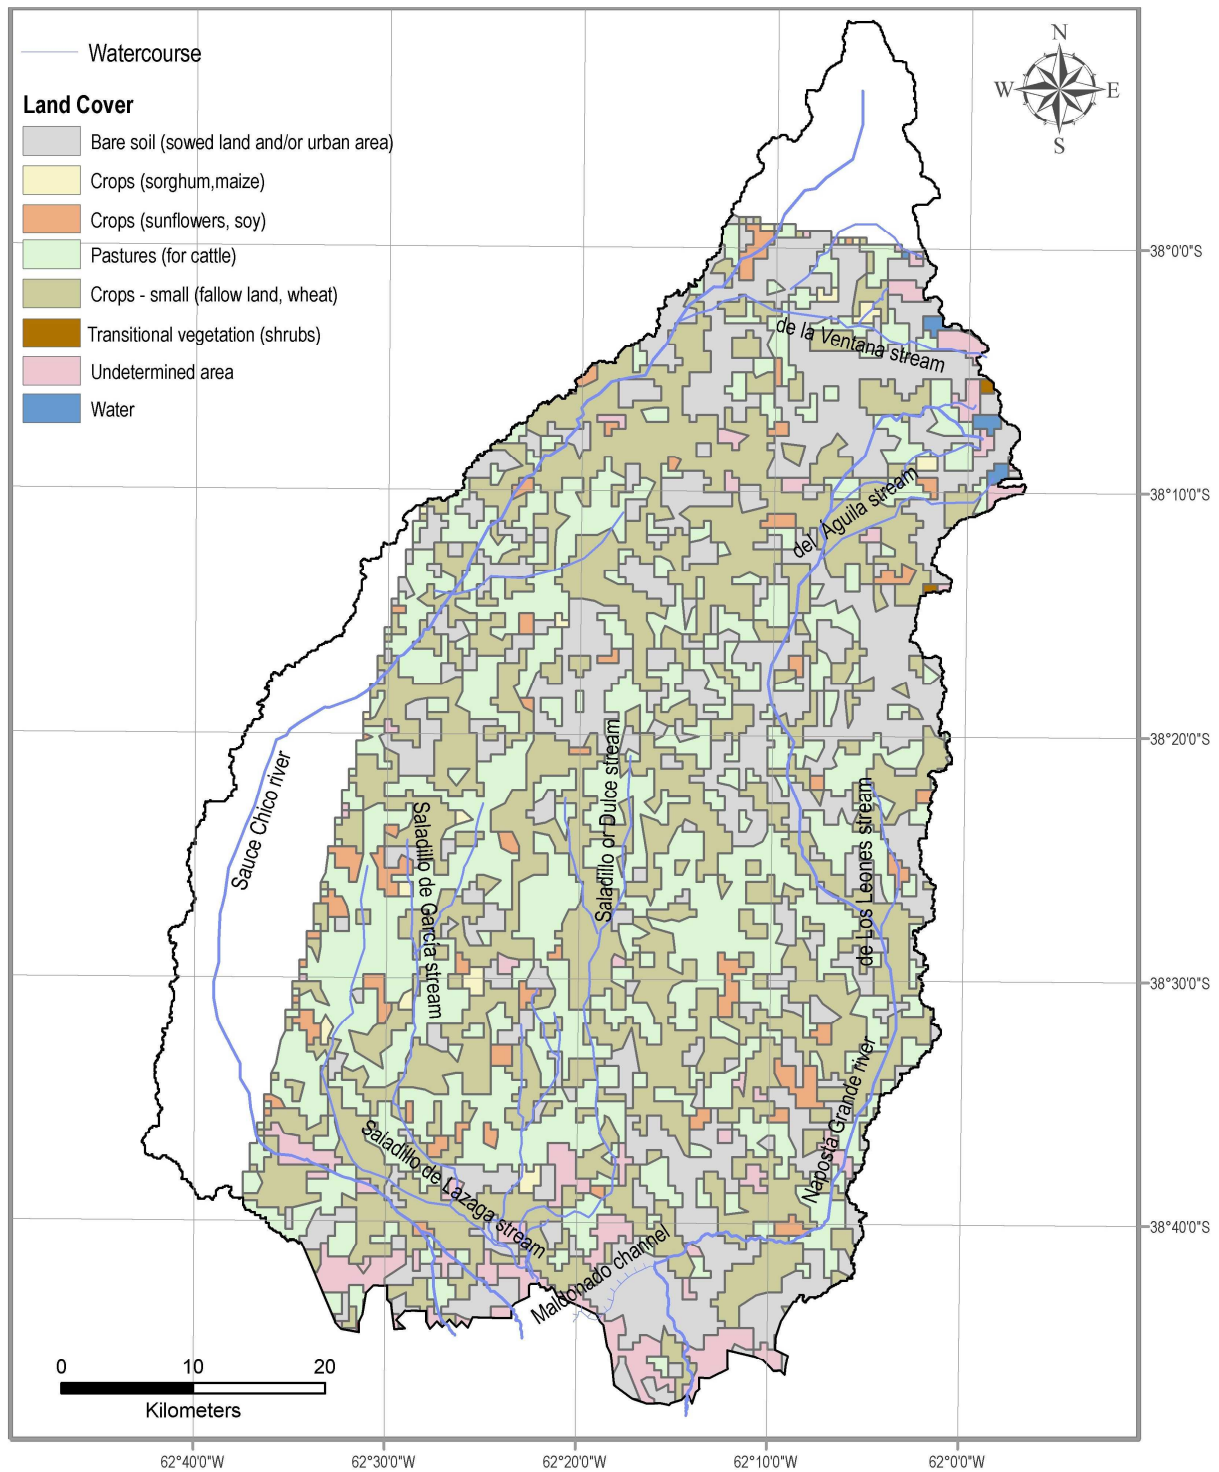 Watercourse
Land Cover
Bare soil (sowed land and/or urban area)
Crops (sorghum,maize)
Crops (sunflowers, soy)
Pastures (for cattle)
Crops - small (fallow land, wheat)
Transitional vegetation (shrubs)
Undetermined area
Water
N
W E
S
38°0'0"S
de la Ventana stream
38°10'0"S
del Aguila stream
38°20'0"S
Sauce Chico river
Saladillo de García stream
Saladillo or Dulce stream
de Los Leones stream
38°30'0"S
Napostá Grande river
Saladillo de Lazaga stream
38°40'0"S
Maldonado channel
0 10 20
Kilometers
62°40'0"W 62°30'0"W 62°20'0"W 62°10'0"W 62°0'0"W